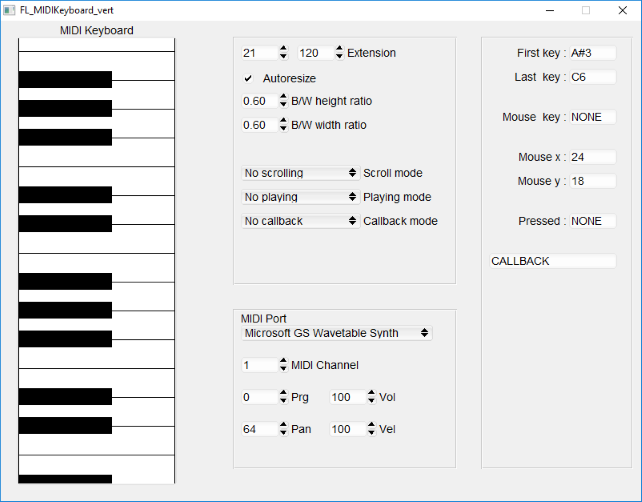 FL_MIDIKeyboard_vert
MIDI Keyboard
21 120 Extension
Autoresize
0.60 B/W height ratio
0.60 B/W width ratio
No scrolling Scroll mode
No playing Playing mode
No callback Callback mode
MIDI Port
Microsoft GS Wavetable Synth
1 MIDI Channel
0 Prg 100 Vol
64 Pan 100 Vel
First key : A#3
Last key : C6
Mouse key : NONE
Mouse x : 24
Mouse y : 18
Pressed : NONE
CALLBACK